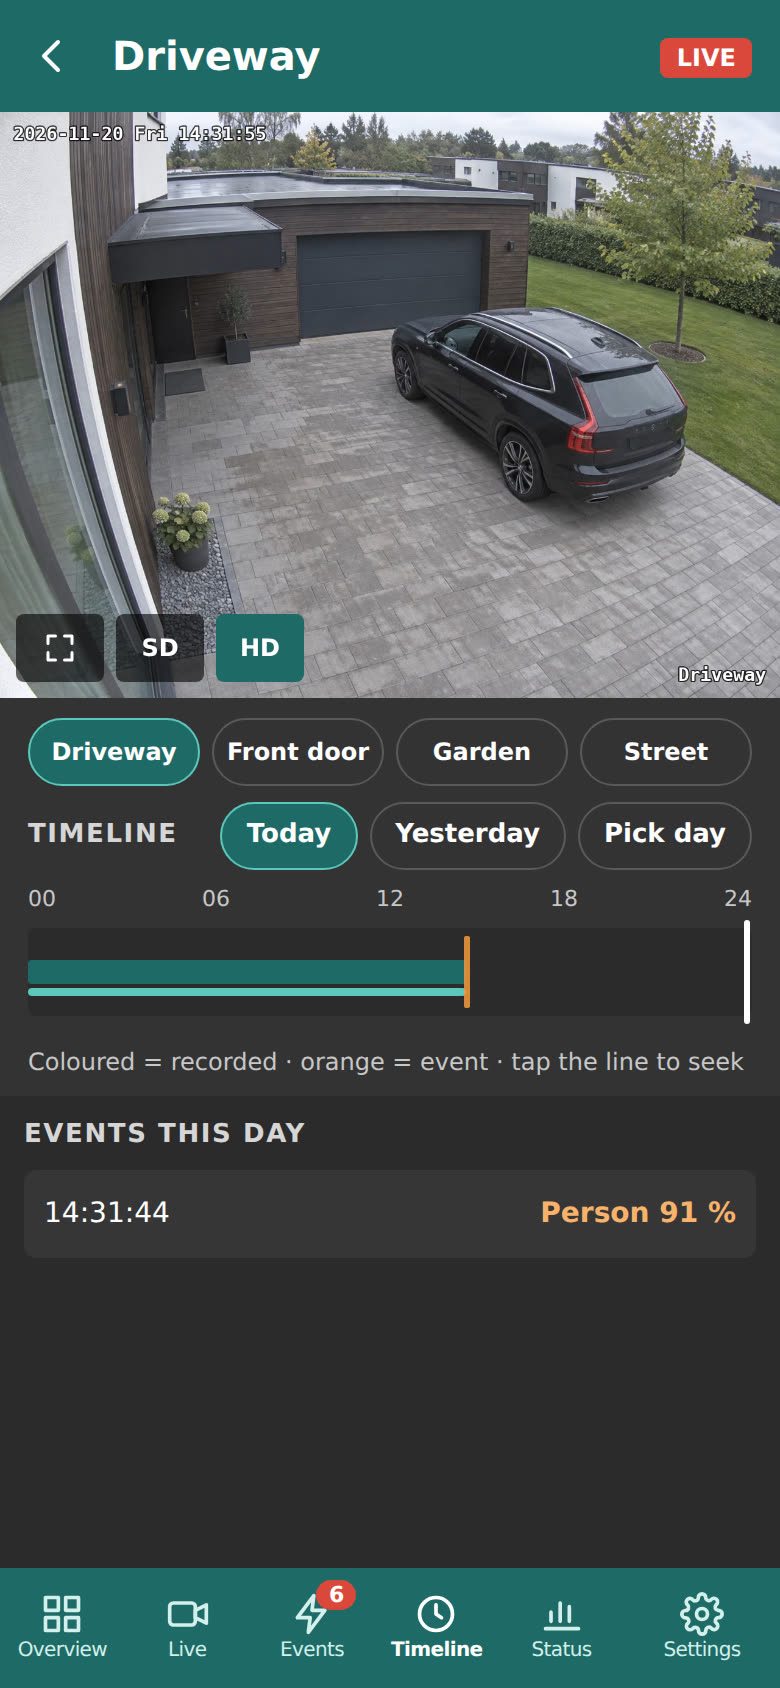 Driveway
LIVE
2026-11-20 Fri 14:31:55
SD
HD
Driveway
Driveway
Front door
Garden
Street
TIMELINE
Today
Yesterday
Pick day
00 06 12 18 24
Coloured = recorded · orange = event · tap the line to seek
EVENTS THIS DAY
14:31:44
Person 91 %
6
Overview
Live
Events
Timeline
Status
Settings